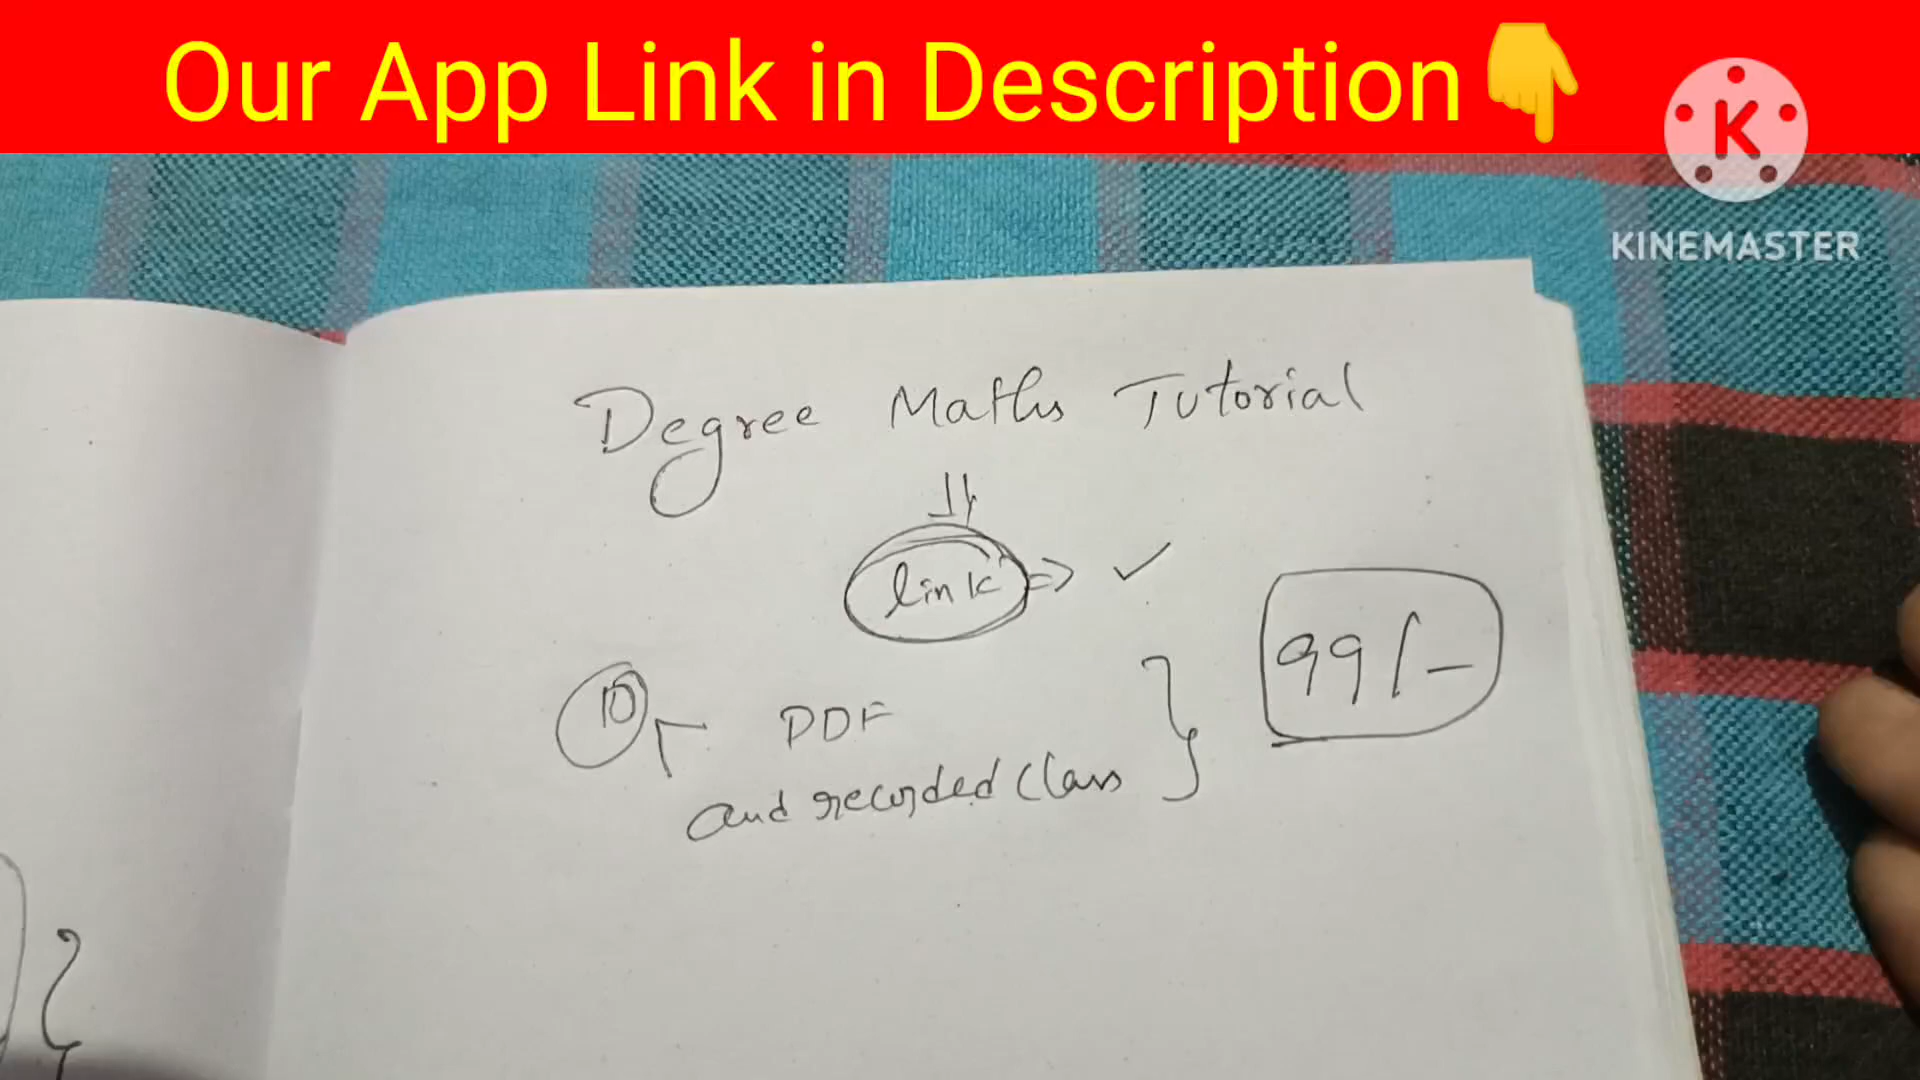 Our App Link in Description
K
KINEMASTER
Degree Maths Tutorial
link
10
PDF
and recorded class
99/-